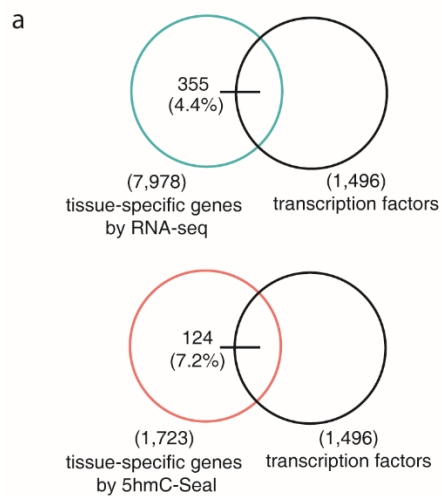 a
355
(4.4%)
(7,978)
tissue-specific genes
by RNA-seq
(1,496)
transcription factors
124
(7.2%)
(1,723)
tissue-specific genes
by 5hmC-Seal
(1,496)
transcription factors